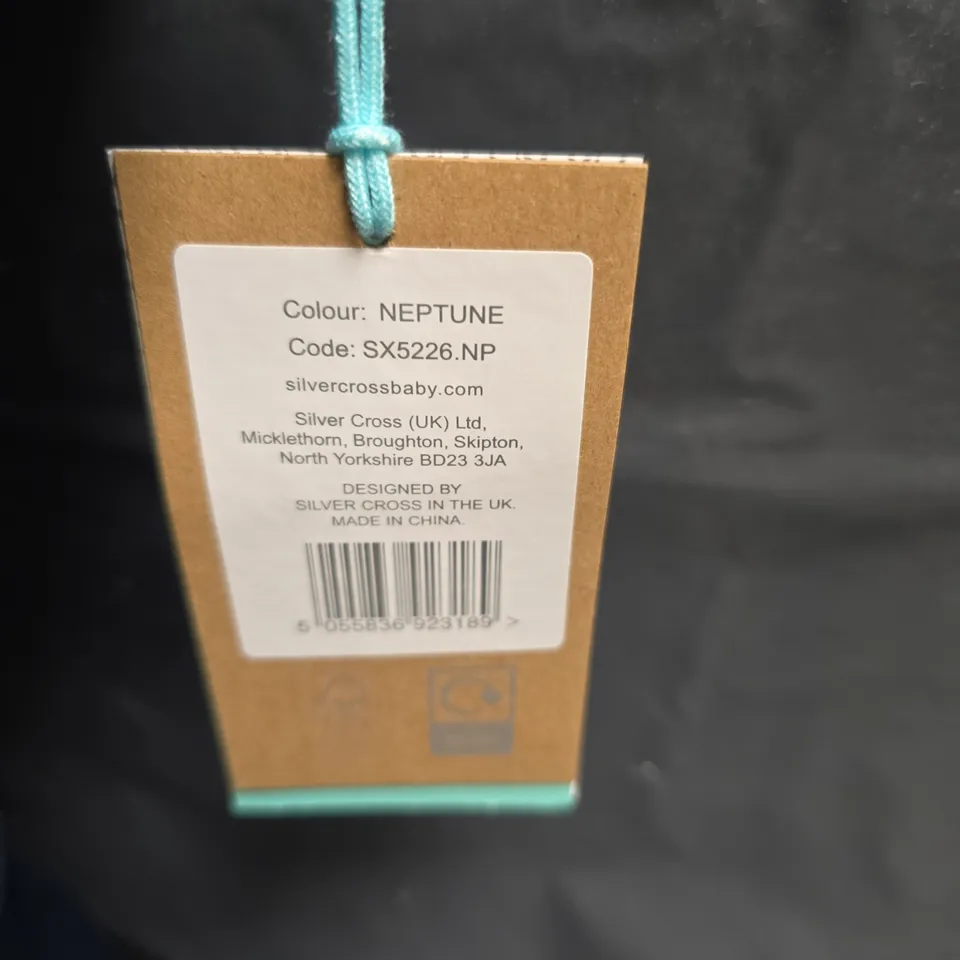 Colour: NEPTUNE
Code: SX5226.NP
silvercrossbaby.com
Silver Cross (UK) Ltd,
Micklethorn, Broughton, Skipton,
North Yorkshire BD23 3JA
DESIGNED BY
SILVER CROSS IN THE UK.
MADE IN CHINA.
5 055836 923189 >